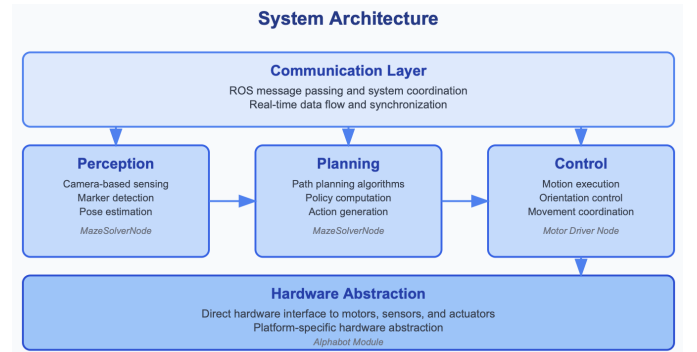 System Architecture
Communication Layer
ROS message passing and system coordination
Real-time data flow and synchronization
Perception
Camera-based sensing
Marker detection
Pose estimation
MazeSolverNode
Planning
Path planning algorithms
Policy computation
Action generation
MazeSolverNode
Control
Motion execution
Orientation control
Movement coordination
Motor Driver Node
Hardware Abstraction
Direct hardware interface to motors, sensors, and actuators
Platform-specific hardware abstraction
Alphabot Module